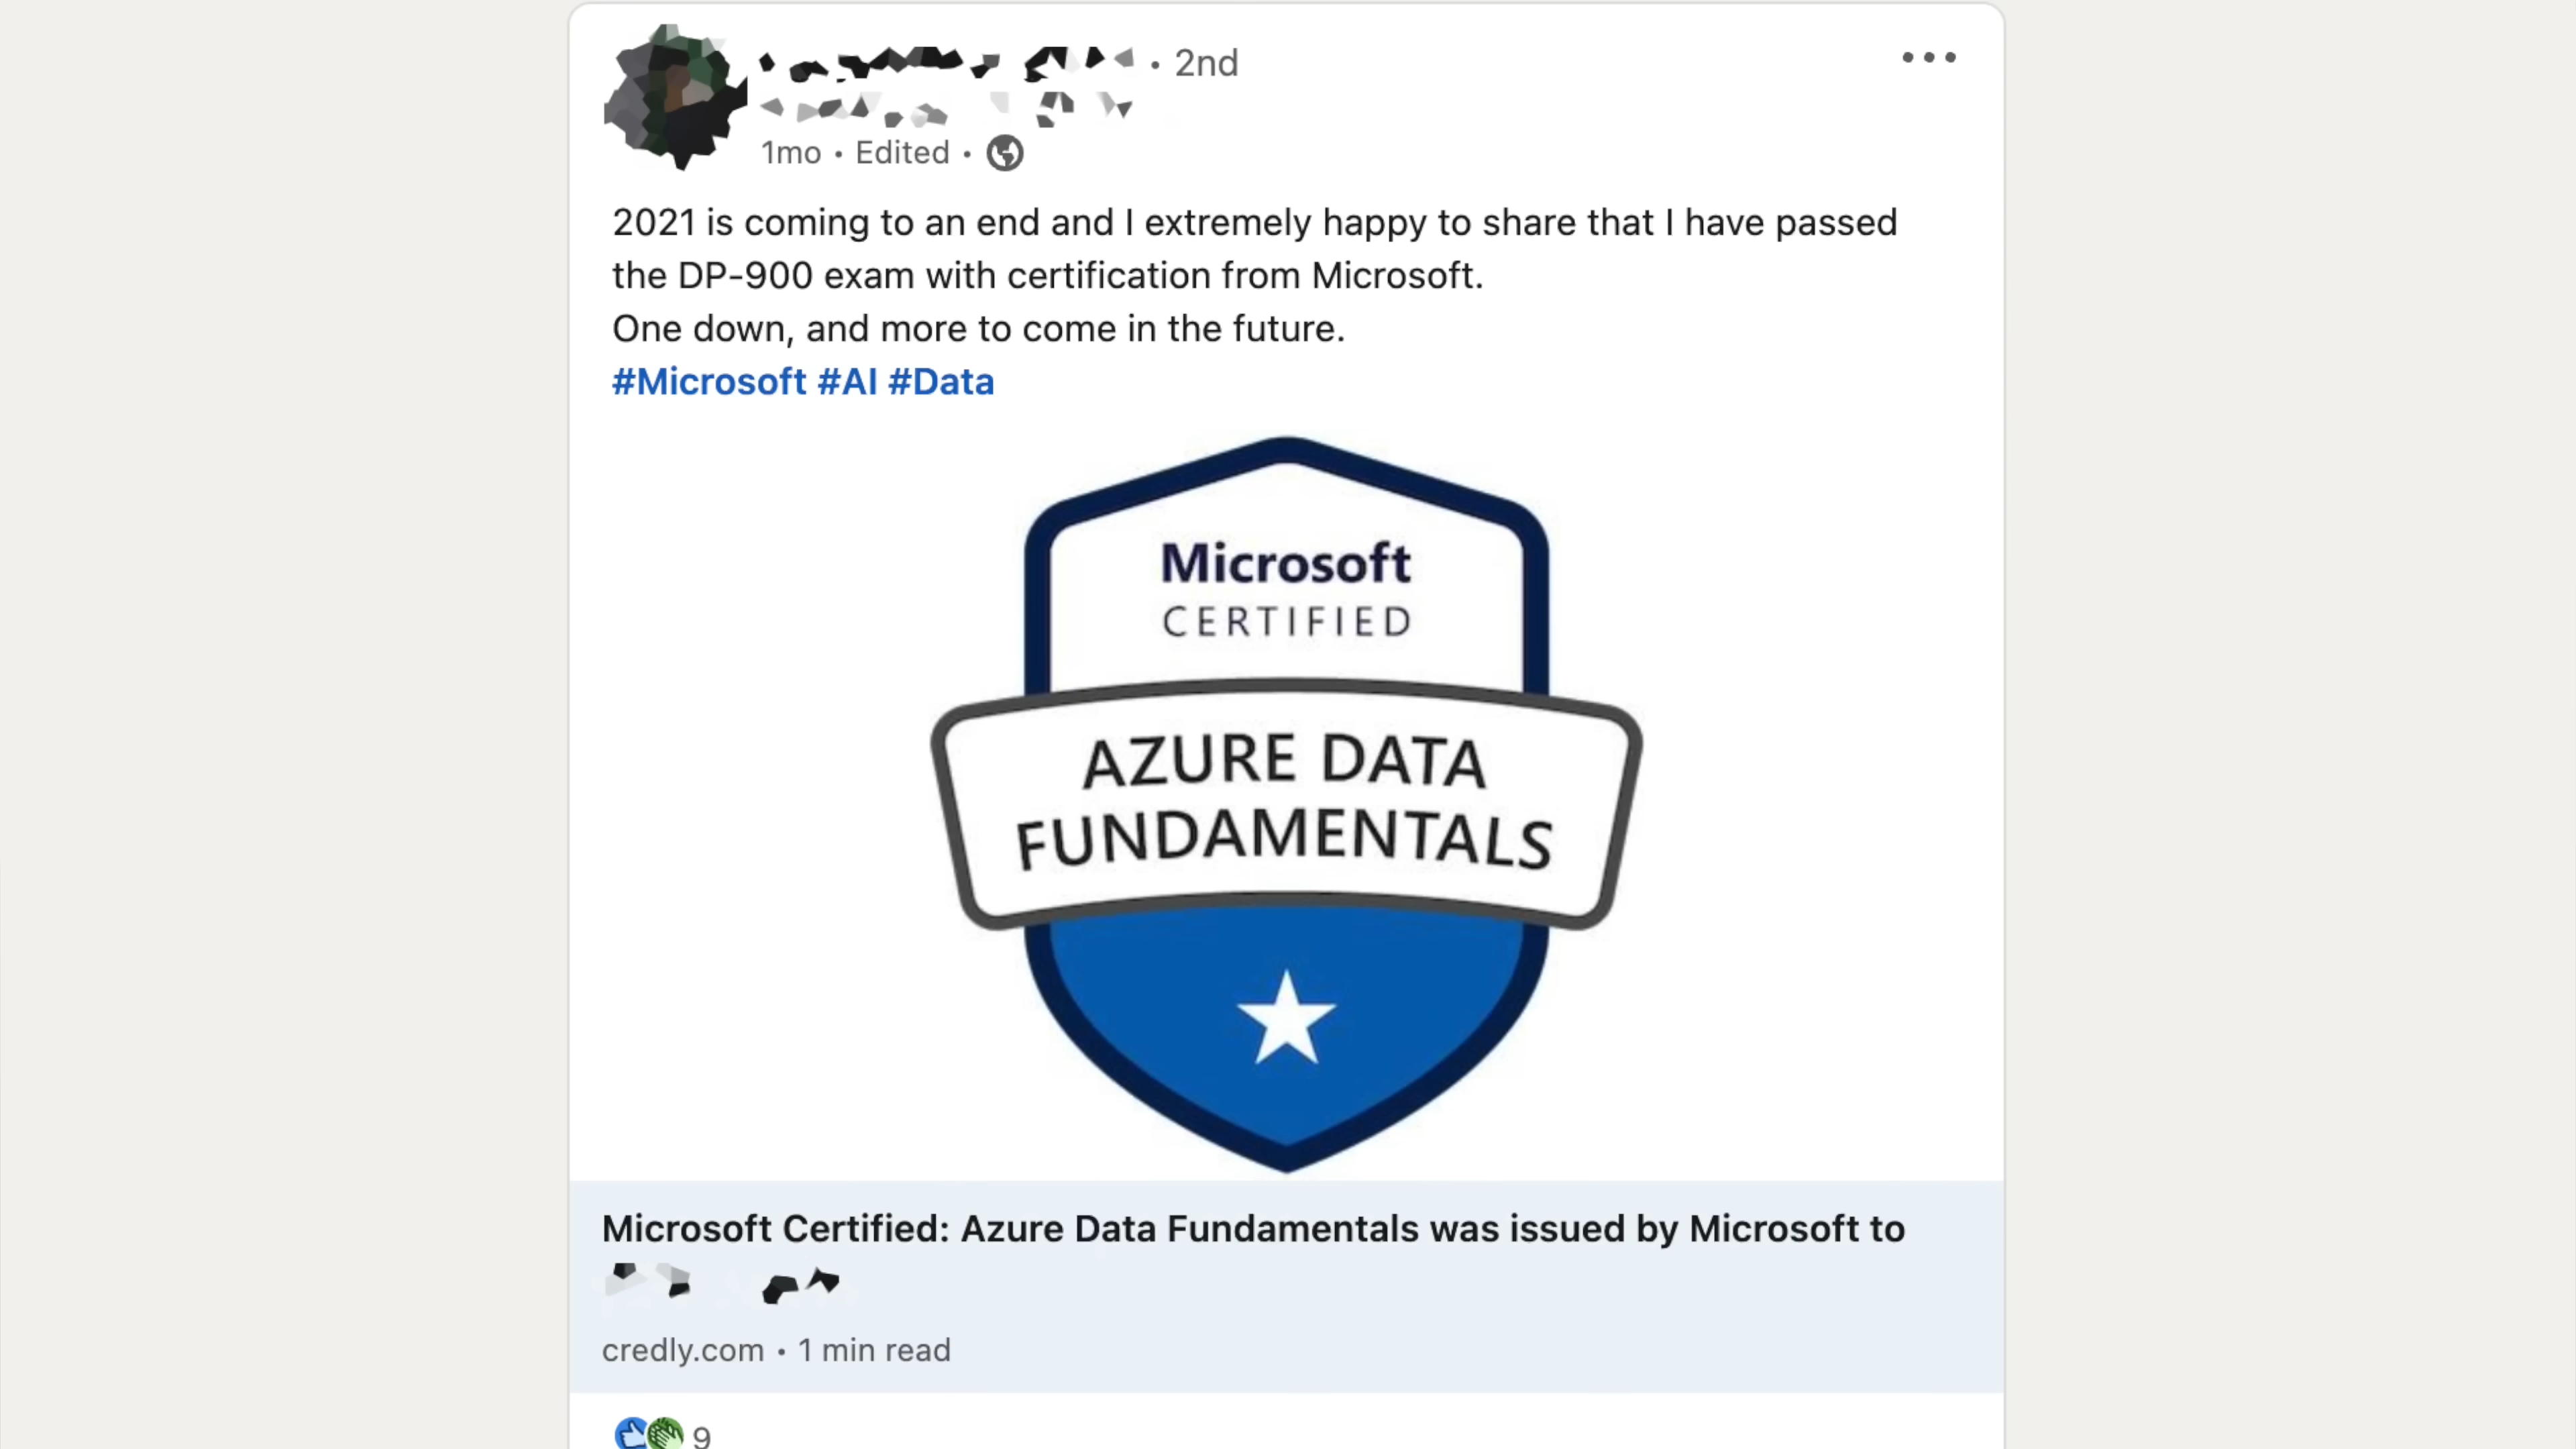 • 2nd
1mo • Edited •
2021 is coming to an end and I extremely happy to share that I have passed
the DP-900 exam with certification from Microsoft.
One down, and more to come in the future.
#Microsoft #AI #Data
Microsoft
CERTIFIED
AZURE DATA
FUNDAMENTALS
Microsoft Certified: Azure Data Fundamentals was issued by Microsoft to
credly.com • 1 min read
9